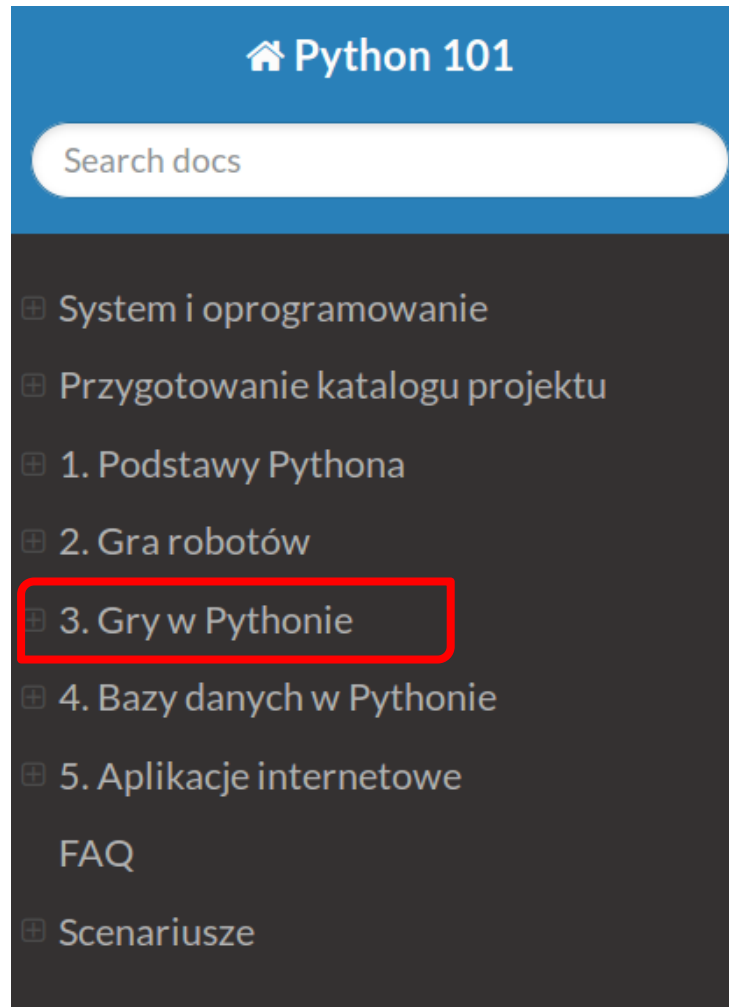 Python 101
Search docs
System i oprogramowanie
Przygotowanie katalogu projektu
1. Podstawy Pythona
2. Gra robotów
3. Gry w Pythonie
4. Bazy danych w Pythonie
5. Aplikacje internetowe
FAQ
Scenariusze